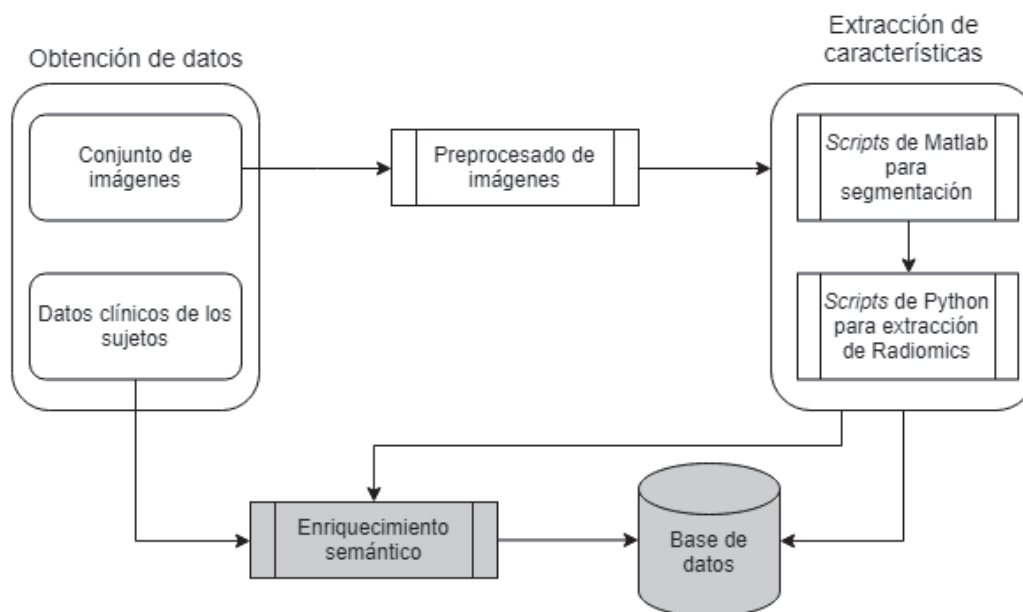 Obtención de datos
Conjunto de
imágenes
Datos clínicos de los
sujetos
Preprocesado de
imágenes
Extracción de
características
Scripts de Matlab
para
segmentación
Scripts de Python
para extracción
de Radiomics
Enriquecimiento
semántico
Base de
datos